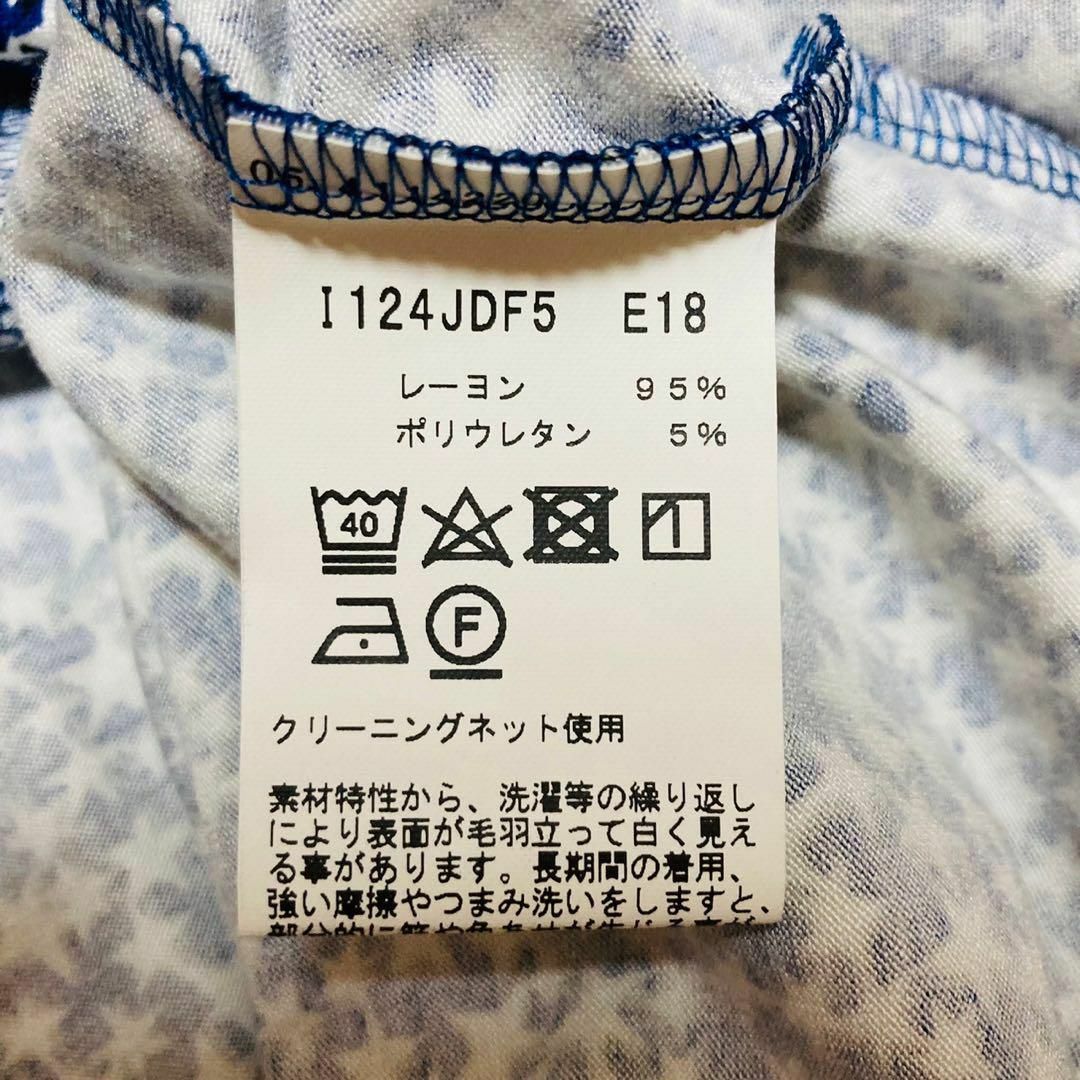 I124JDF5 E18
レーヨン 95%
ポリウレタン 5%
40
F
クリーニングネット使用
素材特性から、洗濯等の繰り返し
により表面が毛羽立って白く見え
る事があります。長期間の着用、
強い摩擦やつまみ洗いをしますと、